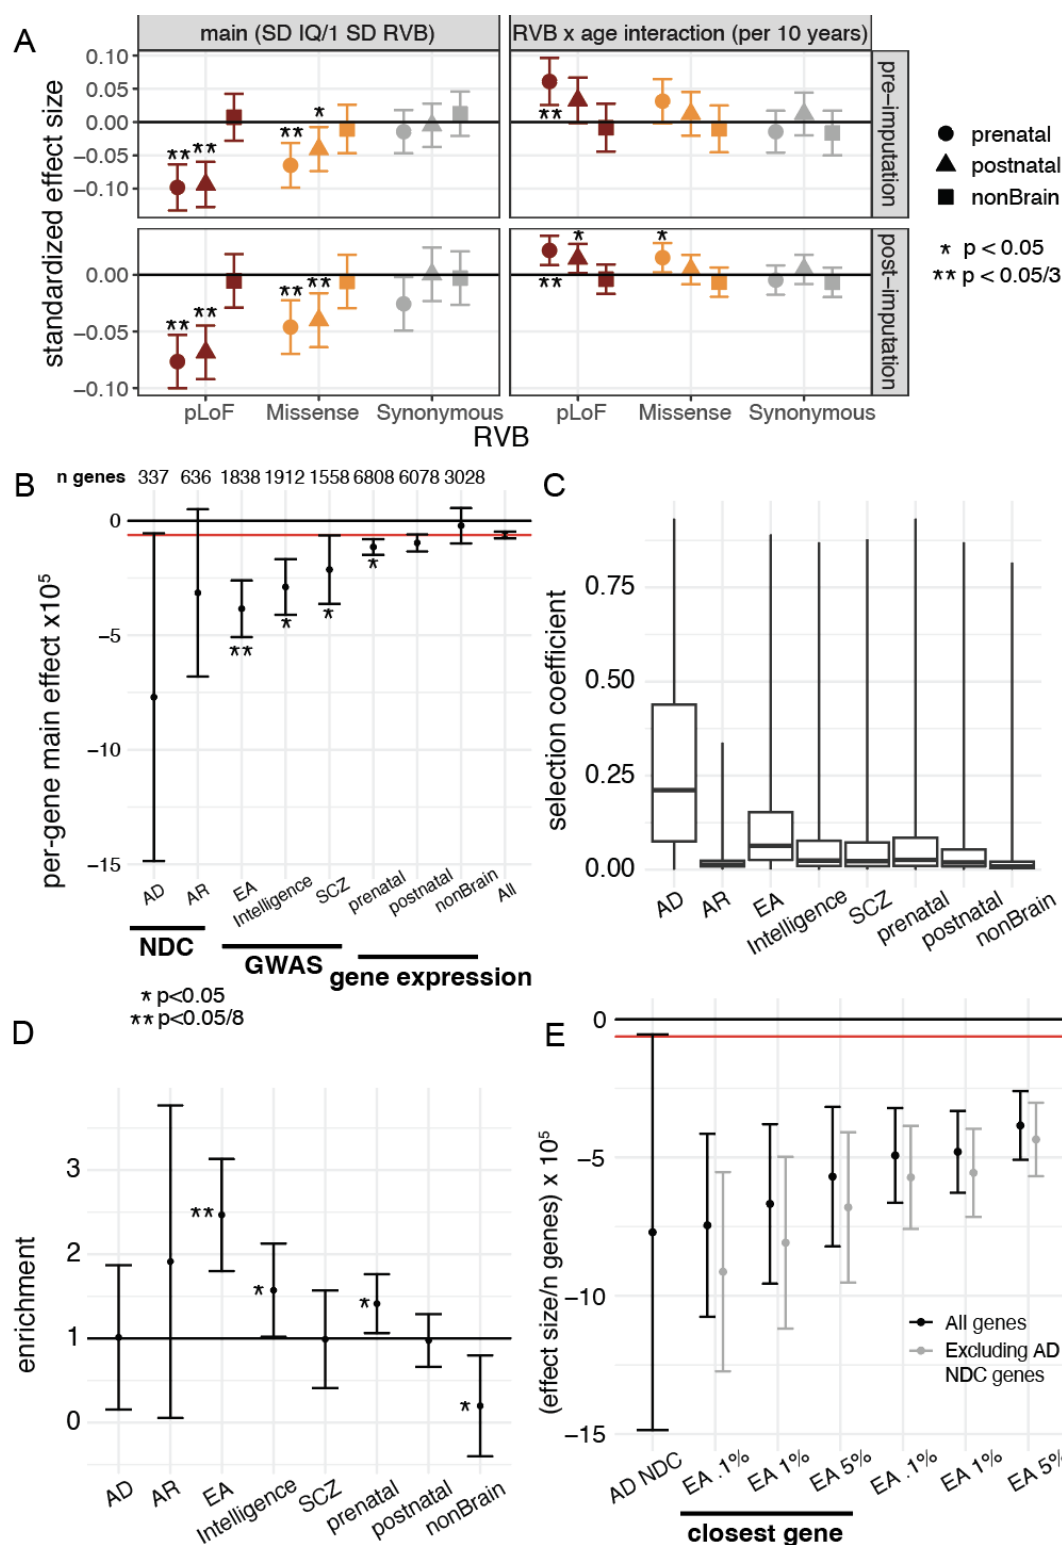 A
main (SD IQ/1 SD RVB)
RVB x age interaction (per 10 years)
standardized effect size
0.10
0.05
0.00
−0.05
−0.10
** ** ** *
**
pre−imputation
0.00
−0.05
−0.10
** ** ** **
** * *
post−imputation
pLoF Missense Synonymous
pLoF Missense Synonymous
RVB
prenatal
postnatal
nonBrain
* p < 0.05
** p < 0.05/3
B
n genes 337 636 1838 1912 1558 6808 6078 3028
per-gene main effect x10⁵
0
−5
−10
−15
** * * *
AD AR EA Intelligence SCZ prenatal postnatal nonBrain All
NDC
GWAS
gene expression
* p<0.05
** p<0.05/8
C
selection coefficient
0.75
0.50
0.25
0.00
AD AR EA Intelligence SCZ prenatal postnatal nonBrain
D
enrichment
3
2
1
0
** * * *
AD AR EA Intelligence SCZ prenatal postnatal nonBrain
E
(effect size/n genes) x 10⁵
0
−5
−10
−15
All genes
Excluding AD
NDC genes
AD NDC EA .1% EA 1% EA 5% EA .1% EA 1% EA 5%
closest gene